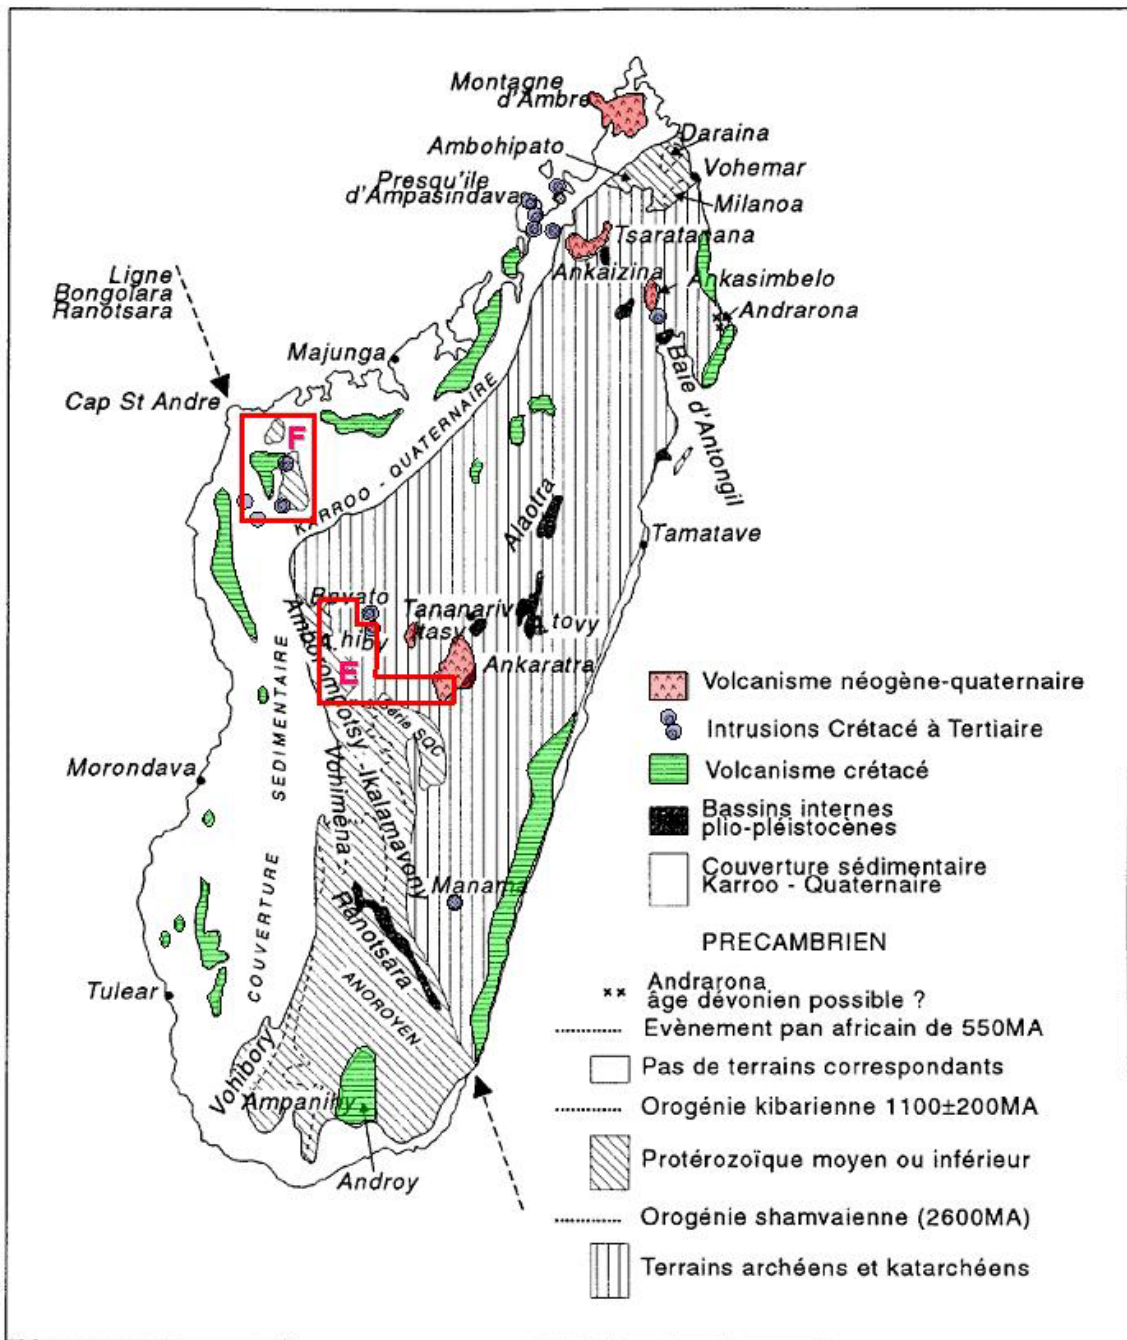 Montagne
d'Ambre
Daraina
Ambohipato
Vohemar
Presqu'ile
d'Ampasindava
Milanoa
Tsaratanana
Ankaizina
Ankasimbelo
Ligne
Bongolara
Ranotsara
Andrarona
Majunga
Baie d'Antongil
Cap St Andre
F
KARROO - QUATERNAIRE
Alaotra
Tamatave
Tananarive
Itasy
A.tovy
Ankaratra
E
Ambolompotsy - Ikalamavony
Série SQC
Vohimena
Morondava
COUVERTURE SEDIMENTAIRE
Manama
Ranotsara
Tulear
ANOROYEN
Vohibory
Ampanihy
Androy
Volcanisme néogène-quaternaire
Intrusions Crétacé à Tertiaire
Volcanisme crétacé
Bassins internes
plio-pléistocènes
Couverture sédimentaire
Karroo - Quaternaire
PRECAMBRIEN
Andrarona
âge dévonien possible ?
Evènement pan africain de 550MA
Pas de terrains correspondants
Orogénie kibarienne 1100±200MA
Protérozoïque moyen ou inférieur
Orogénie shamvaienne (2600MA)
Terrains archéens et katarchéens